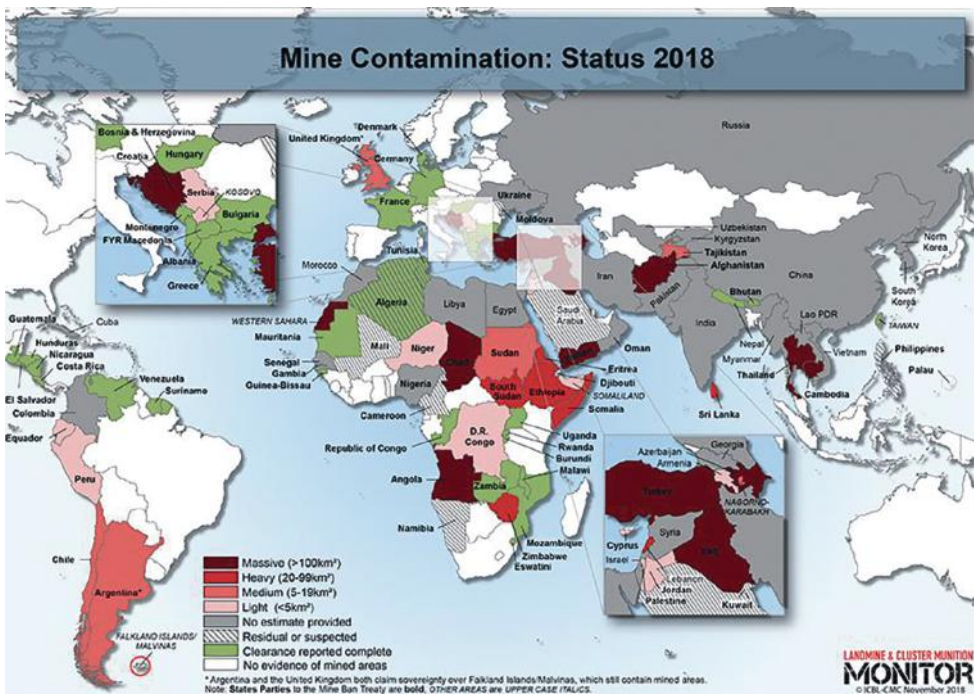 Mine Contamination: Status 2018
Bosnia & Herzegovina
Croatia
Hungary
Serbia
KOSOVO
Bulgaria
Montenegro
FYR Macedonia
Albania
Greece
Denmark
United Kingdom*
Germany
France
Ukraine
Moldova
Russia
Uzbekistan
Kyrgyzstan
Tajikistan
Afghanistan
North
Korea
South
Korea
China
Iran
Pakistan
Bhutan
India
Nepal
Myanmar
Lao PDR
TAIWAN
Vietnam
Thailand
Cambodia
Philippines
Palau
Sri Lanka
Tunisia
Morocco
Algeria
Libya
Egypt
Saudi
Arabia
WESTERN SAHARA
Mauritania
Mali
Niger
Chad
Sudan
Yemen
Oman
Eritrea
Djibouti
SOMALILAND
Somalia
Senegal
Gambia
Guinea-Bissau
Nigeria
South
Sudan
Ethiopia
Cameroon
D.R.
Congo
Republic of Congo
Uganda
Rwanda
Burundi
Malawi
Angola
Zambia
Namibia
Mozambique
Zimbabwe
Eswatini
Guatemala
Cuba
Hunduras
Nicaragua
Costa Rica
El Salvador
Venezuela
Suriname
Colombia
Equador
Peru
Chile
Argentina*
FALKLAND ISLANDS/
MALVINAS
Georgia
Azerbaijan
Armenia
Turkey
NAGORNO-
KARABAKH
Cyprus
Syria
Iraq
Israel
Lebanon
Jordan
Palestine
Kuwait
Massive (>100km²)
Heavy (20-99km²)
Medium (5-19km²)
Light (<5km²)
No estimate provided
Residual or suspected
Clearance reported complete
No evidence of mined areas
* Argentina and the United Kingdom both claim sovereignty over Falkland Islands/Malvinas, which still contain mined areas.
Note: States Parties to the Mine Ban Treaty are bold, OTHER AREAS are UPPER CASE ITALICS.
LANDMINE & CLUSTER MUNITION
MONITOR
© ICBL-CMC November 2018